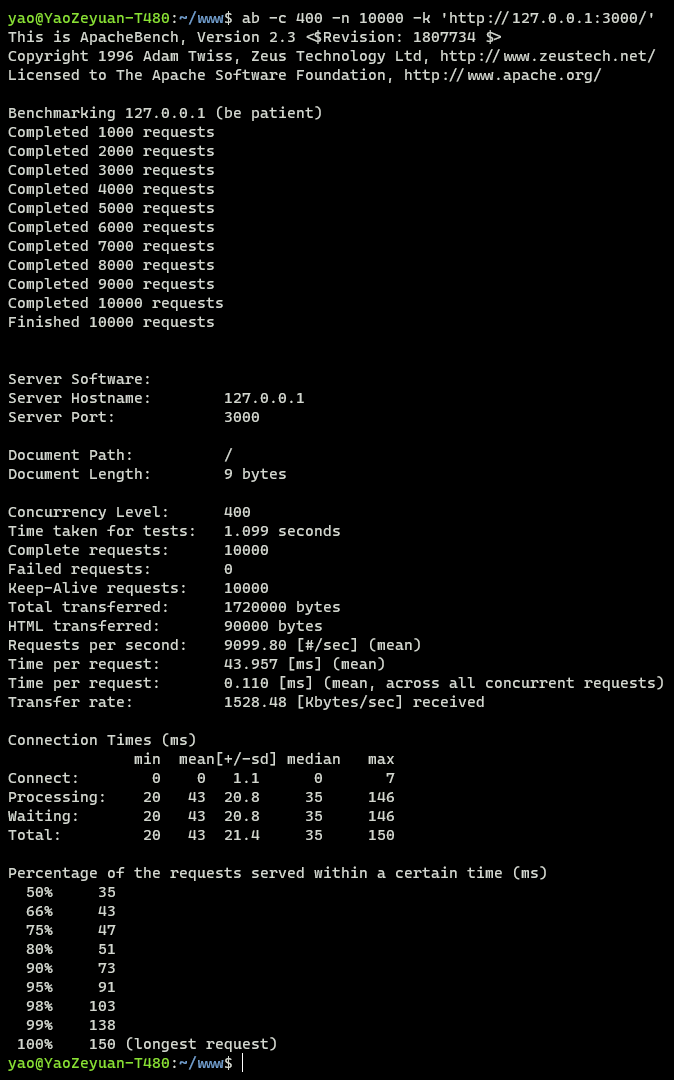 yao@YaoZeyuan-T480:~/www$ ab -c 400 -n 10000 -k 'http://127.0.0.1:3000/'
This is ApacheBench, Version 2.3 <$Revision: 1807734 $>
Copyright 1996 Adam Twiss, Zeus Technology Ltd, http://www.zeustech.net/
Licensed to The Apache Software Foundation, http://www.apache.org/

Benchmarking 127.0.0.1 (be patient)
Completed 1000 requests
Completed 2000 requests
Completed 3000 requests
Completed 4000 requests
Completed 5000 requests
Completed 6000 requests
Completed 7000 requests
Completed 8000 requests
Completed 9000 requests
Completed 10000 requests
Finished 10000 requests


Server Software:
Server Hostname:        127.0.0.1
Server Port:            3000

Document Path:          /
Document Length:        9 bytes

Concurrency Level:      400
Time taken for tests:   1.099 seconds
Complete requests:      10000
Failed requests:        0
Keep-Alive requests:    10000
Total transferred:      1720000 bytes
HTML transferred:       90000 bytes
Requests per second:    9099.80 [#/sec] (mean)
Time per request:       43.957 [ms] (mean)
Time per request:       0.110 [ms] (mean, across all concurrent requests)
Transfer rate:          1528.48 [Kbytes/sec] received

Connection Times (ms)
              min  mean[+/-sd] median   max
Connect:        0    0   1.1      0       7
Processing:    20   43  20.8     35     146
Waiting:       20   43  20.8     35     146
Total:         20   43  21.4     35     150

Percentage of the requests served within a certain time (ms)
  50%     35
  66%     43
  75%     47
  80%     51
  90%     73
  95%     91
  98%    103
  99%    138
 100%    150 (longest request)
yao@YaoZeyuan-T480:~/www$